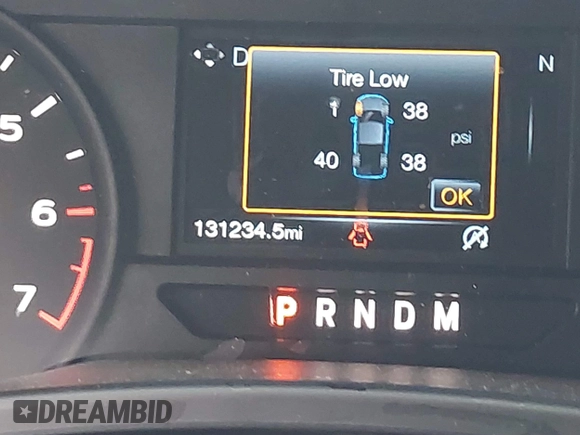 D
N
Tire Low
1 38
psi
40 38
OK
131234.5mi
5
6
7
P R N D M
DREAMBID